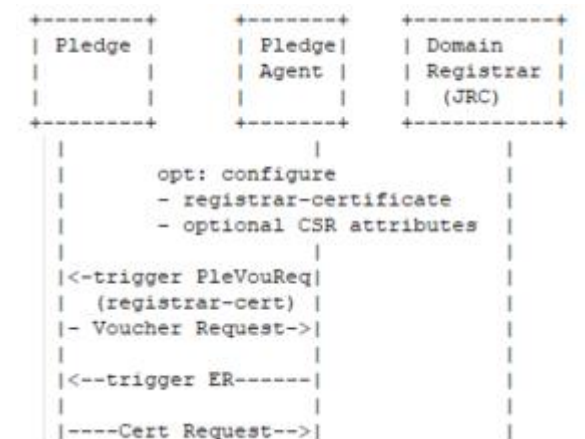 +--------+ +-------+ +-----------+
| Pledge | | Pledge| | Domain |
| | | Agent | | Registrar |
| | | | | (JRC) |
+--------+ +-------+ +-----------+
| | |
| opt: configure |
| - registrar-certificate |
| - optional CSR attributes |
| | |
|<-trigger PleVouReq| |
| (registrar-cert) | |
|- Voucher Request->| |
| | |
|<--trigger ER------| |
| | |
|----Cert Request-->| |